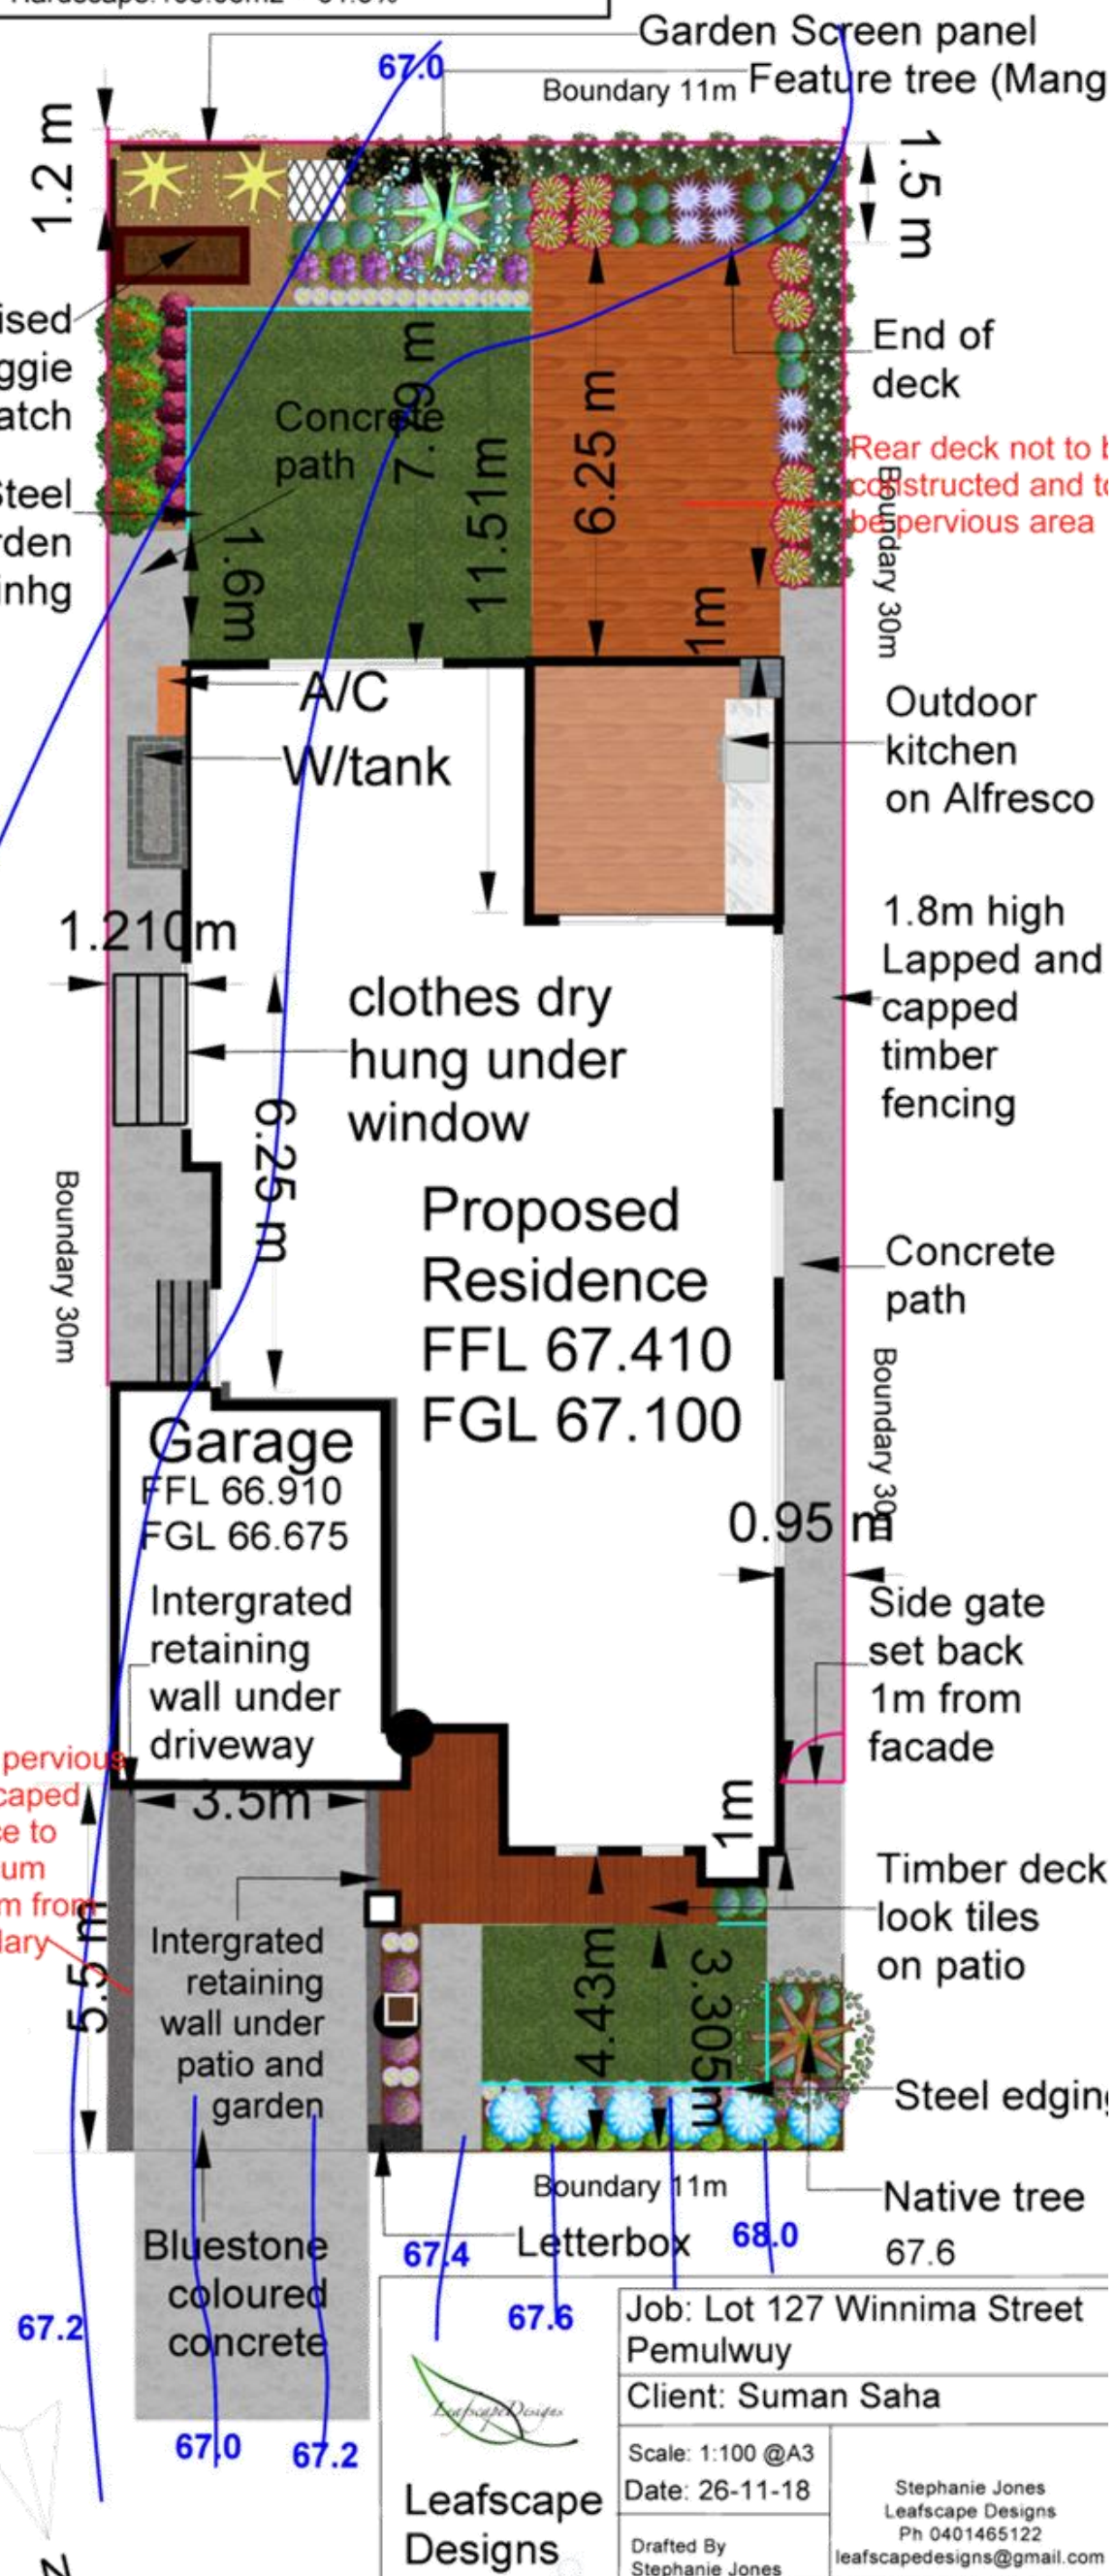 Garden Screen panel
67.0
Boundary 11m
Feature tree (Mang
1.2 m
1.5 m
ised
ggie
atch
End of
deck
Concrete
path
7.79 m
11.51m
6.25 m
Rear deck not to b
constructed and to
be pervious area
Steel
rden
inhg
1.6m
1m
Boundary 30m
A/C
W/tank
Outdoor
kitchen
on Alfresco
1.210m
1.8m high
Lapped and
capped
timber
fencing
clothes dry
hung under
window
6.25 m
Boundary 30m
Proposed
Residence
FFL 67.410
FGL 67.100
Concrete
path
Boundary 30m
Garage
FFL 66.910
FGL 66.675
0.95 m
Intergrated
retaining
wall under
driveway
Side gate
set back
1m from
facade
pervious
caped
ce to
um
m from
lary
3.5m
1m
5.5 m
Timber deck
look tiles
on patio
Intergrated
retaining
wall under
patio and
garden
4.43m
3.305m
Steel edging
Boundary 11m
Native tree
67.6
Bluestone
coloured
concrete
Letterbox
67.4
68.0
67.2
67.6
67.0
67.2
Job: Lot 127 Winnima Street
Pemulwuy
Client: Suman Saha
LeafscapeDesigns
Scale: 1:100 @A3
Date: 26-11-18
Leafscape
Designs
Stephanie Jones
Leafscape Designs
Ph 0401465122
leafscapedesigns@gmail.com
Drafted By
Stephanie Jones